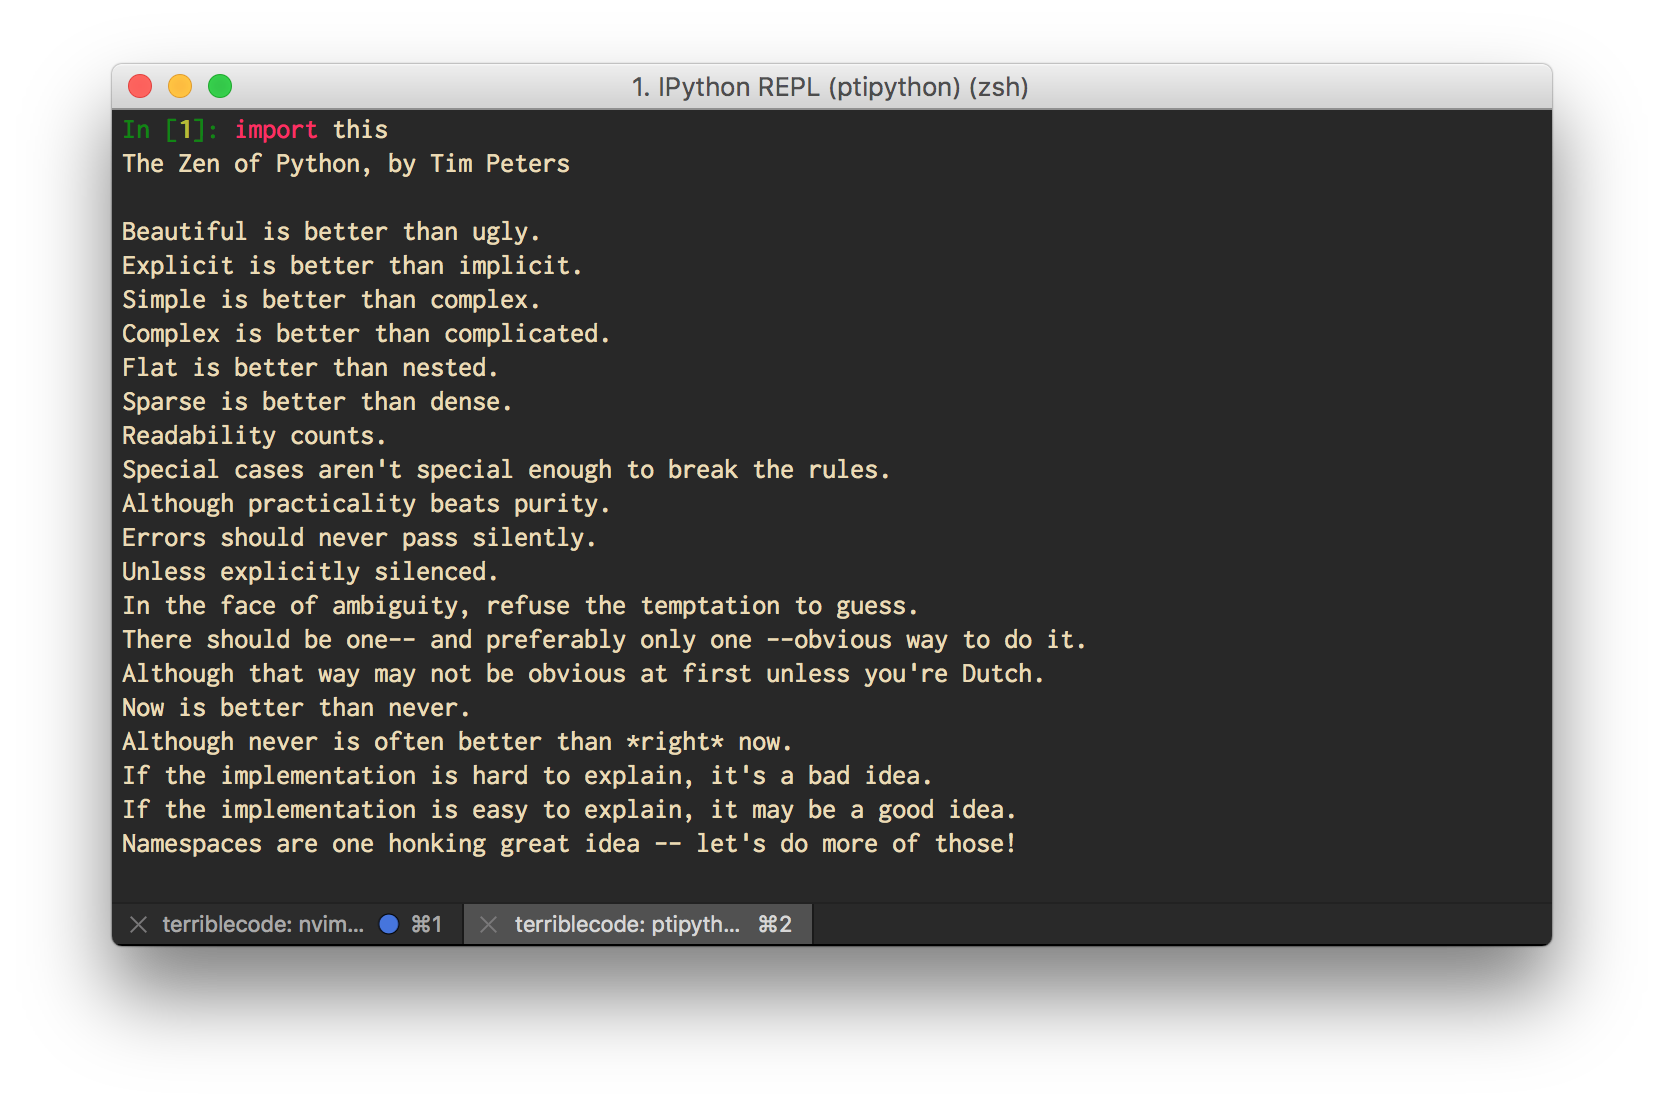 1. IPython REPL (ptipython) (zsh)
In [1]: import this
The Zen of Python, by Tim Peters
Beautiful is better than ugly.
Explicit is better than implicit.
Simple is better than complex.
Complex is better than complicated.
Flat is better than nested.
Sparse is better than dense.
Readability counts.
Special cases aren't special enough to break the rules.
Although practicality beats purity.
Errors should never pass silently.
Unless explicitly silenced.
In the face of ambiguity, refuse the temptation to guess.
There should be one-- and preferably only one --obvious way to do it.
Although that way may not be obvious at first unless you're Dutch.
Now is better than never.
Although never is often better than *right* now.
If the implementation is hard to explain, it's a bad idea.
If the implementation is easy to explain, it may be a good idea.
Namespaces are one honking great idea -- let's do more of those!
terriblecode: nvim... ⌘1 terriblecode: ptipyth... ⌘2